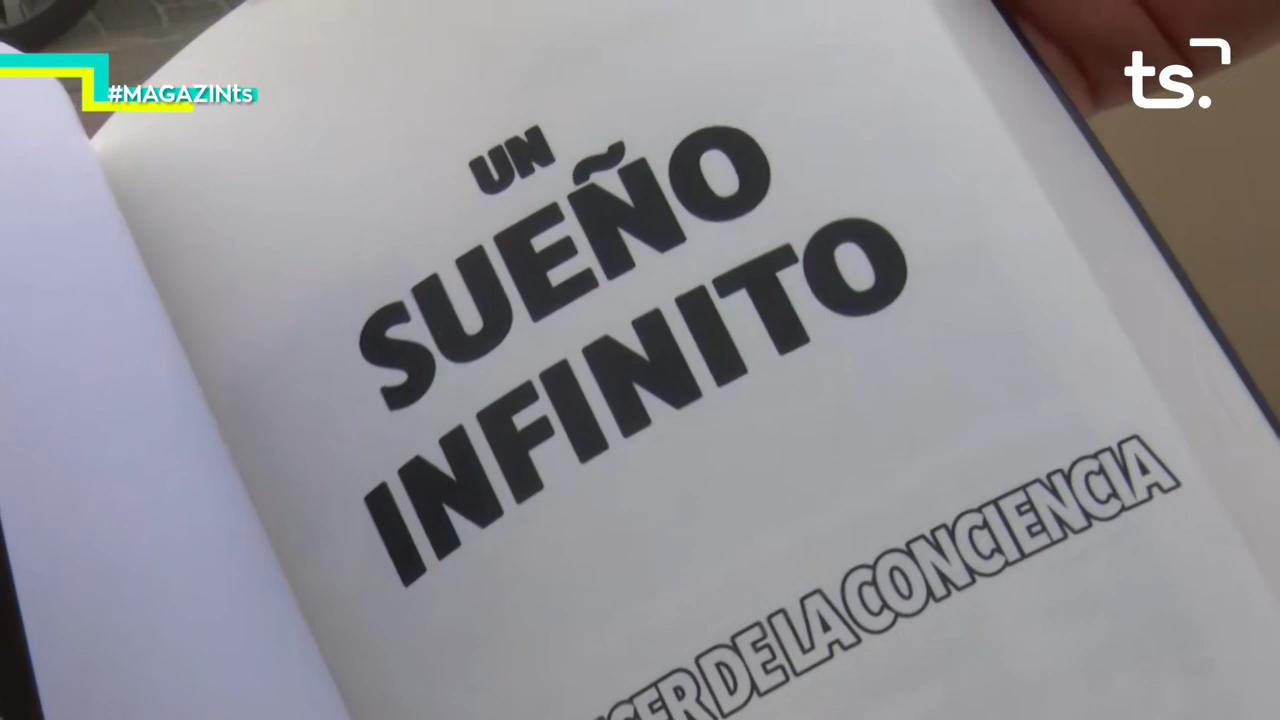 #MAGAZINts
ts.
UN
SUEÑO
INFINITO
DE LA CONCIENCIA